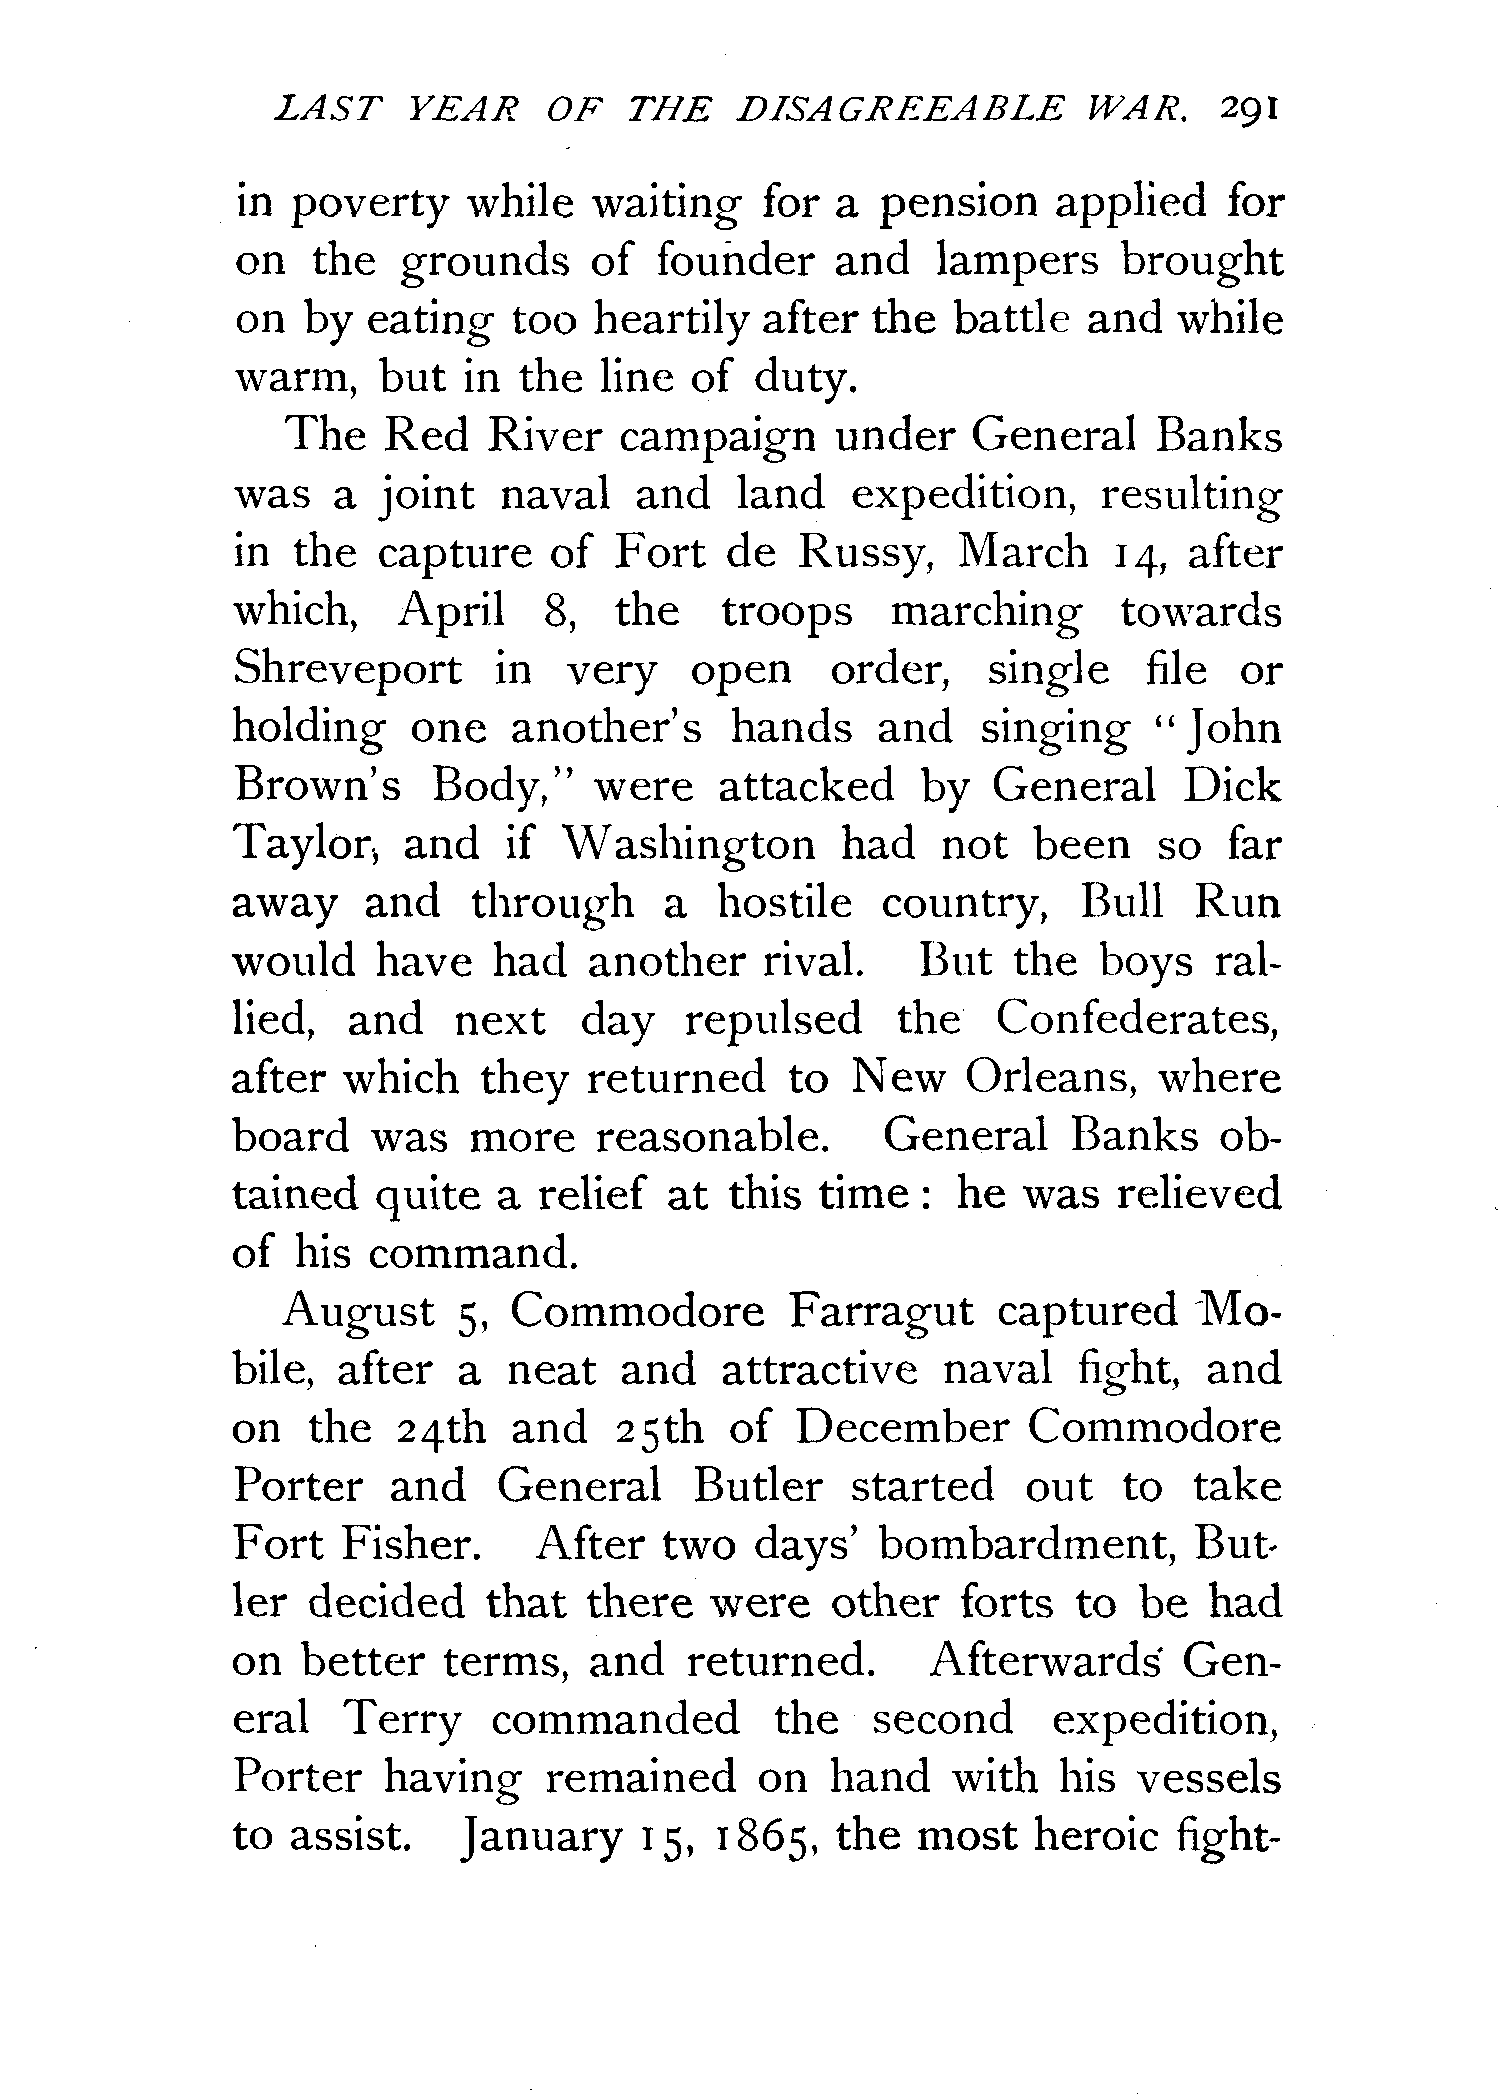 LAST YEAR OF THE DISAGREEABLE WAR. 291
in poverty while waiting for a pension applied for
on the grounds of founder and lampers brought
on by eating too heartily after the battle and while
warm, but in the line of duty.
The Red River campaign under General Banks
was a joint naval and land expedition, resulting
in the capture of Fort de Russy, March 14, after
which, April 8, the troops marching towards
Shreveport in very open order, single file or
holding one another's hands and singing “John
Brown's Body,” were attacked by General Dick
Taylor, and if Washington had not been so far
away and through a hostile country, Bull Run
would have had another rival. But the boys ral-
lied, and next day repulsed the Confederates,
after which they returned to New Orleans, where
board was more reasonable. General Banks ob-
tained quite a relief at this time : he was relieved
of his command.
August 5, Commodore Farragut captured Mo-
bile, after a neat and attractive naval fight, and
on the 24th and 25th of December Commodore
Porter and General Butler started out to take
Fort Fisher. After two days' bombardment, But-
ler decided that there were other forts to be had
on better terms, and returned. Afterwards Gen-
eral Terry commanded the second expedition,
Porter having remained on hand with his vessels
to assist. January 15, 1865, the most heroic fight-